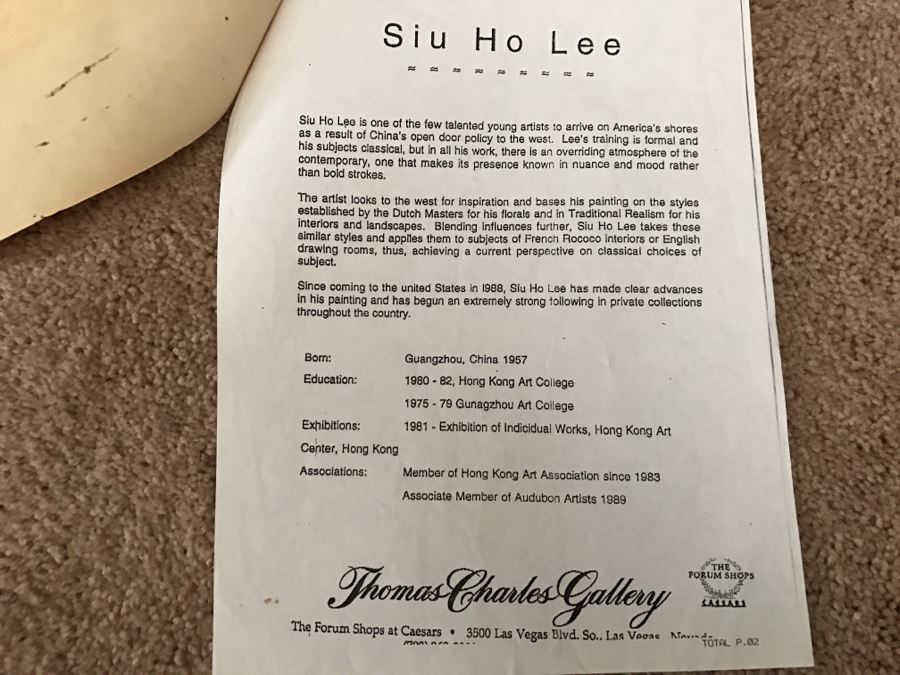 Siu Ho Lee
≈ ≈ ≈ ≈ ≈ ≈ ≈ ≈ ≈
Siu Ho Lee is one of the few talented young artists to arrive on America's shores
as a result of China's open door policy to the west. Lee's training is formal and
his subjects classical, but in all his work, there is an overriding atmosphere of the
contemporary, one that makes its presence known in nuance and mood rather
than bold strokes.
The artist looks to the west for inspiration and bases his painting on the styles
established by the Dutch Masters for his florals and in Traditional Realism for his
interiors and landscapes. Blending influences further, Siu Ho Lee takes these
similar styles and applies them to subjects of French Rococo interiors or English
drawing rooms, thus, achieving a current perspective on classical choices of
subject.
Since coming to the united States in l988, Siu Ho Lee has made clear advances
in his painting and has begun an extremely strong following in private collections
throughout the country.
Born: Guangzhou, China 1957
Education: 1980 - 82, Hong Kong Art College
1975 - 79 Gunagzhou Art College
Exhibitions: 1981 - Exhibition of Indicidual Works, Hong Kong Art
Center, Hong Kong
Associations: Member of Hong Kong Art Association since 1983
Associate Member of Audubon Artists 1989
Thomas Charles Gallery
THE
FORUM SHOPS
CAESARS
The Forum Shops at Caesars • 3500 Las Vegas Blvd. So., Las Vegas
TOTAL P.02